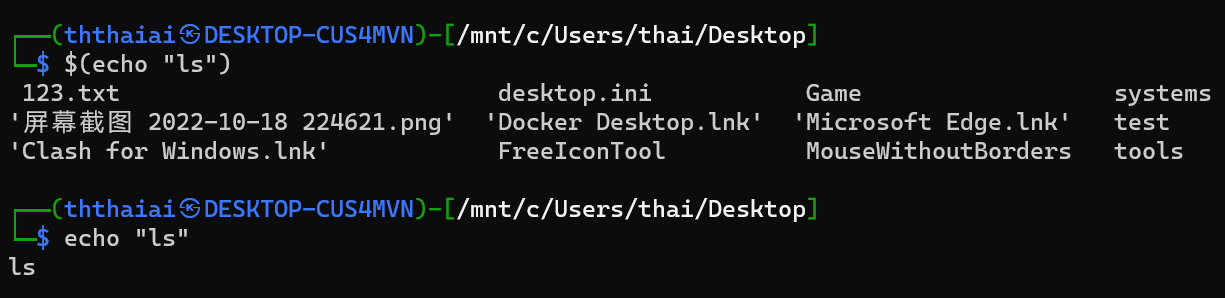 ┌──(ththaiai㉿DESKTOP-CUS4MVN)-[/mnt/c/Users/thai/Desktop]
└─$ $(echo "ls")
 123.txt                           desktop.ini           Game                   systems
'屏幕截图 2022-10-18 224621.png'  'Docker Desktop.lnk'  'Microsoft Edge.lnk'   test
'Clash for Windows.lnk'            FreeIconTool          MouseWithoutBorders   tools
┌──(ththaiai㉿DESKTOP-CUS4MVN)-[/mnt/c/Users/thai/Desktop]
└─$ echo "ls"
ls